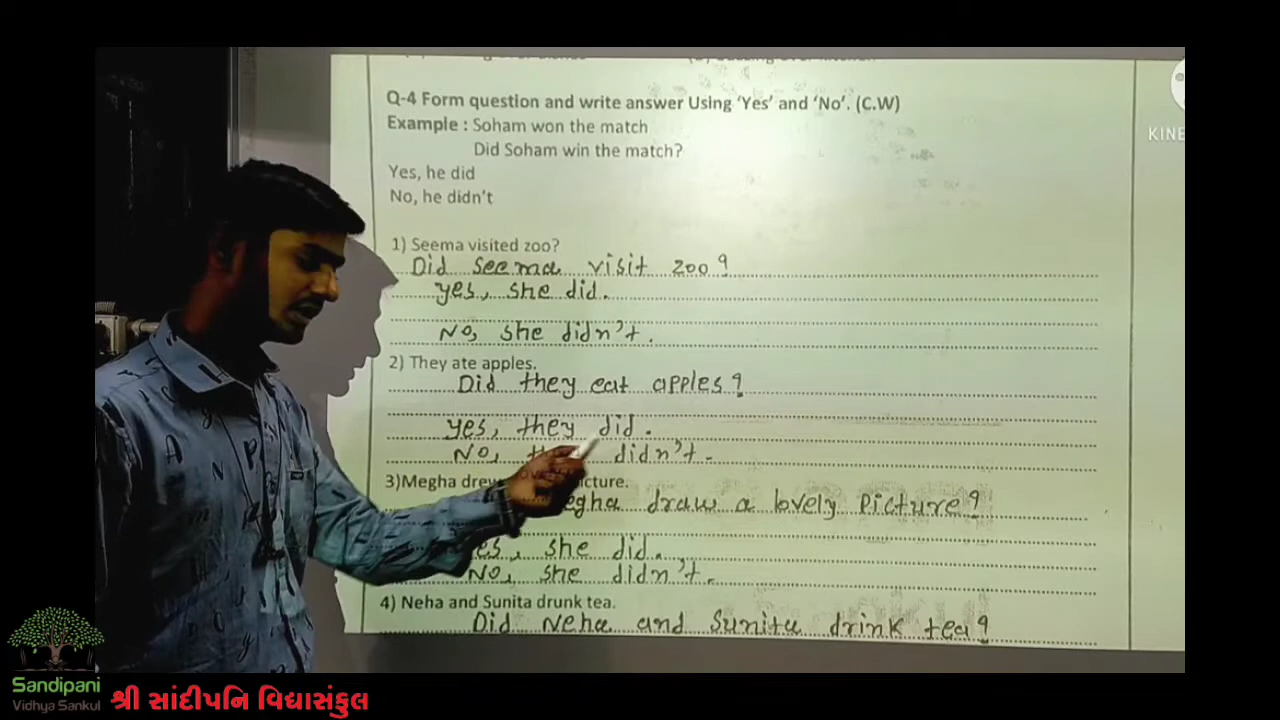 Q-4 Form question and write answer Using 'Yes' and 'No'. (C.W)
Example : Soham won the match
Did Soham win the match?
Yes, he did
No, he didn't
1) Seema visited zoo?
Did Seema visit zoo?
yes, she did.
No, she didn't.
2) They ate apples.
Did they eat apples?
yes, they did.
No, didn't.
3)Megha
draw a lovely picture?
she did.
No, she didn't.
4) Neha and Sunita drunk tea.
Did Neha and Sunita drink tea?
KINE
Sandipani
Vidhya Sankul
શ્રી સાંદીપનિ વિદ્યાસંકુલ